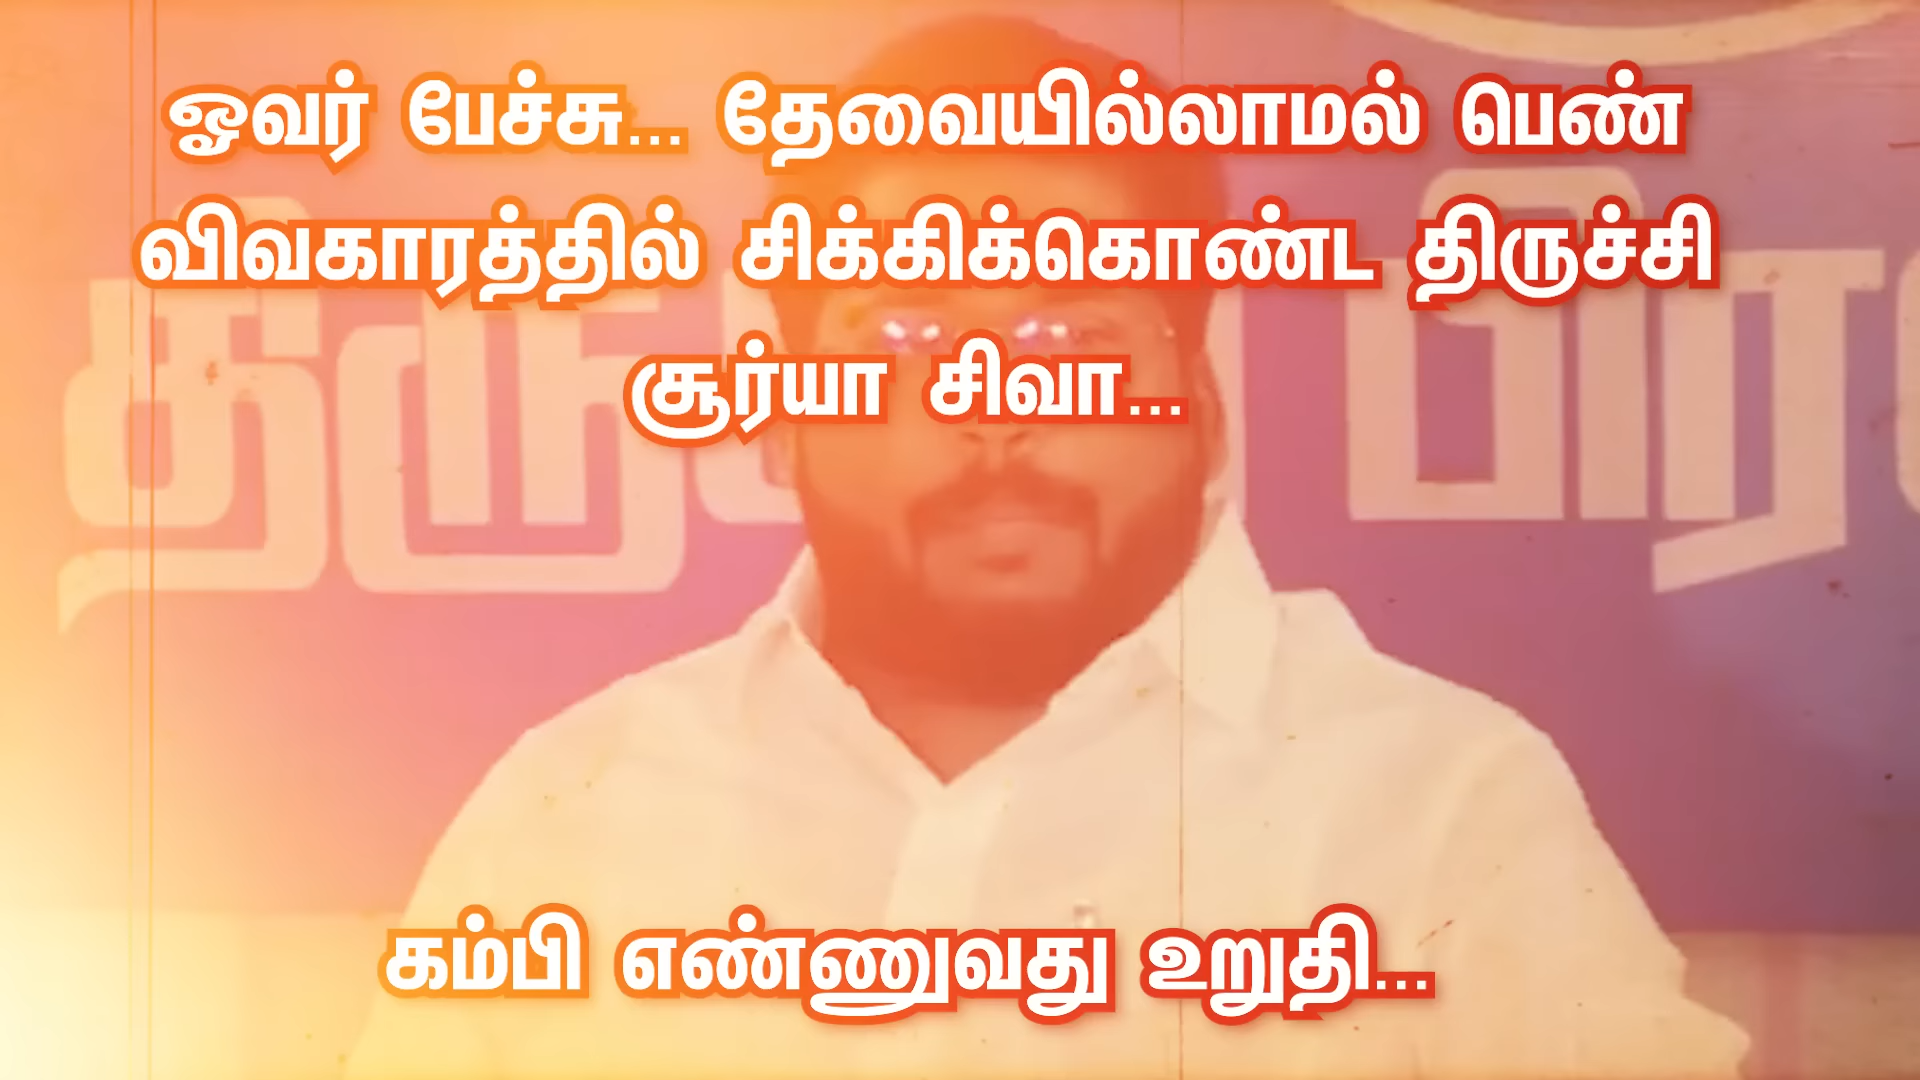 ஓவர் பேச்சு... தேவையில்லாமல் பெண்
விவகாரத்தில் சிக்கிக்கொண்ட திருச்சி
சூர்யா சிவா...
கம்பி எண்ணுவது உறுதி...